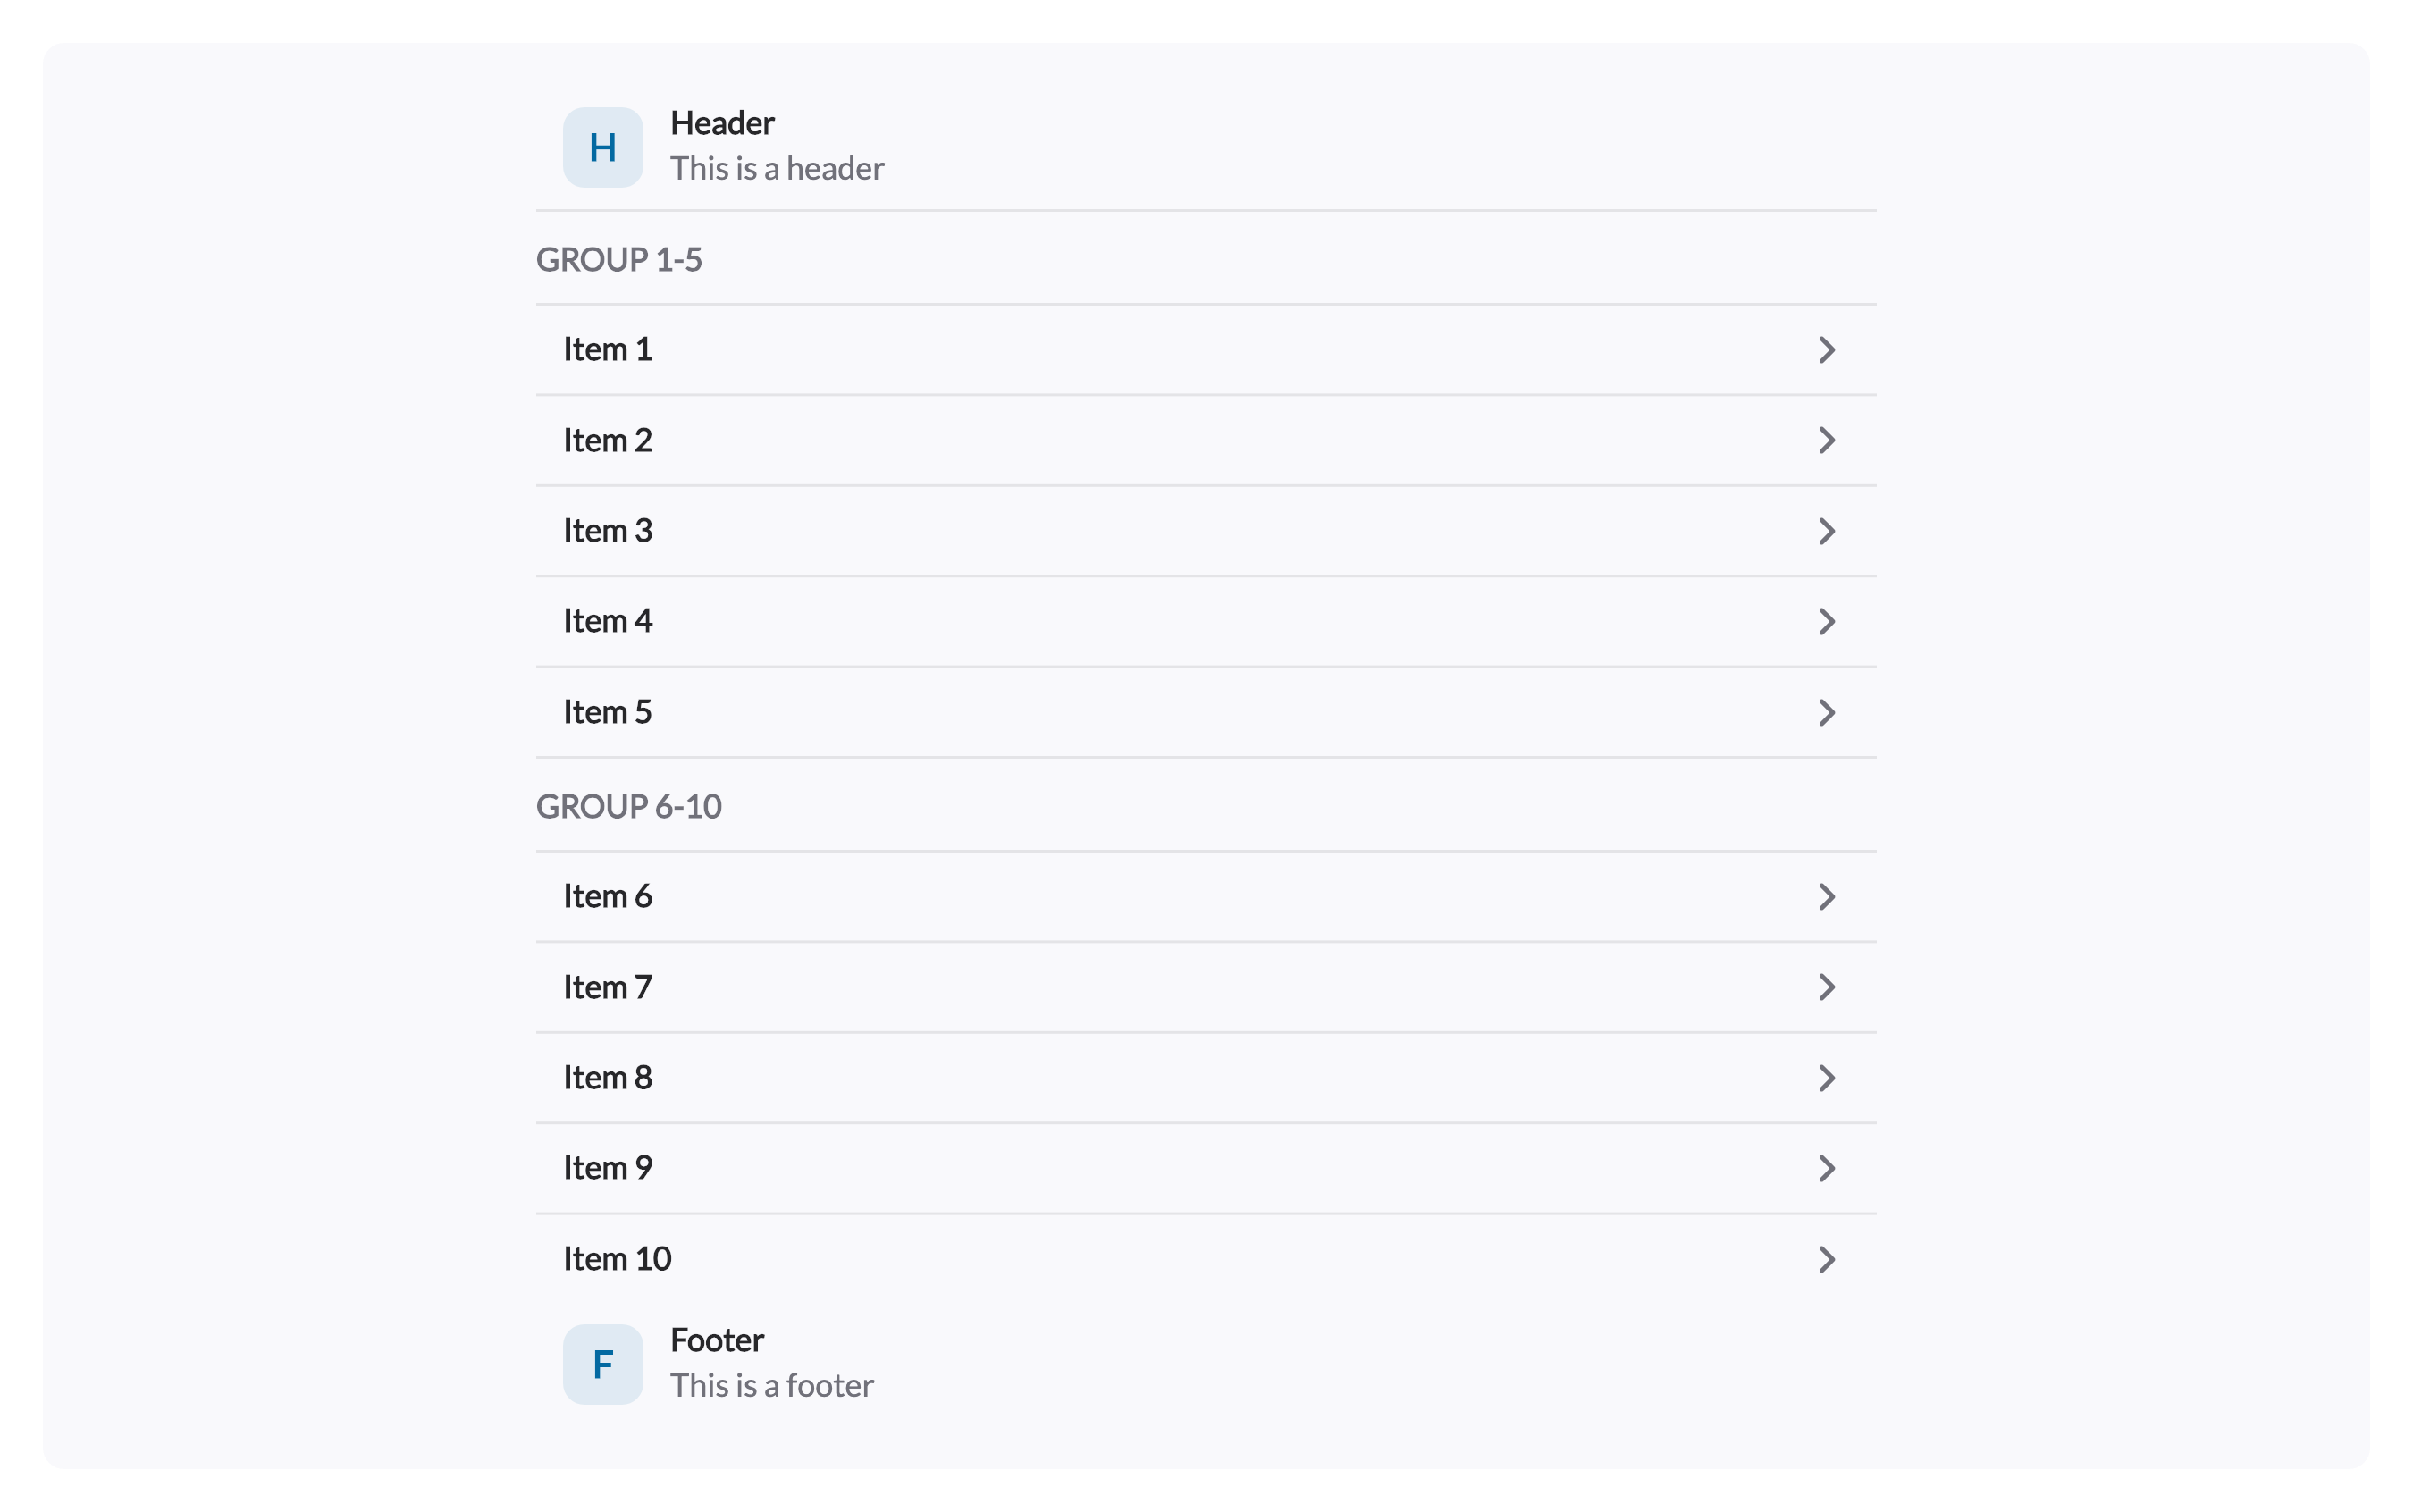 H
Header
This is a header
GROUP 1-5
Item 1
Item 2
Item 3
Item 4
Item 5
GROUP 6-10
Item 6
Item 7
Item 8
Item 9
Item 10
F
Footer
This is a footer